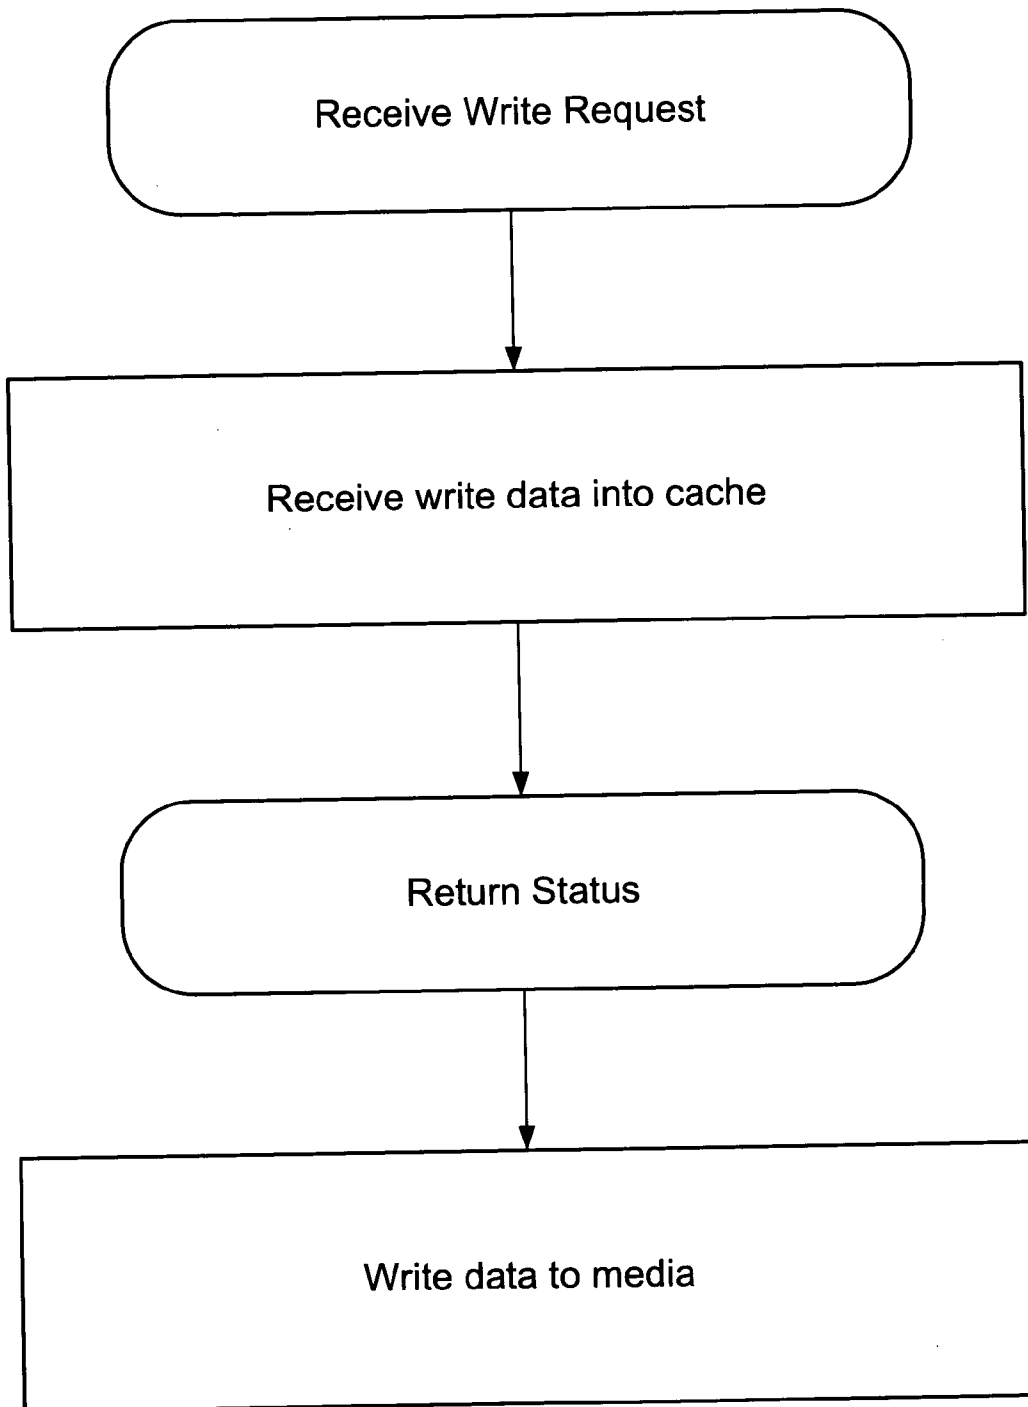 Receive Write Request
Receive write data into cache
Return Status
Write data to media